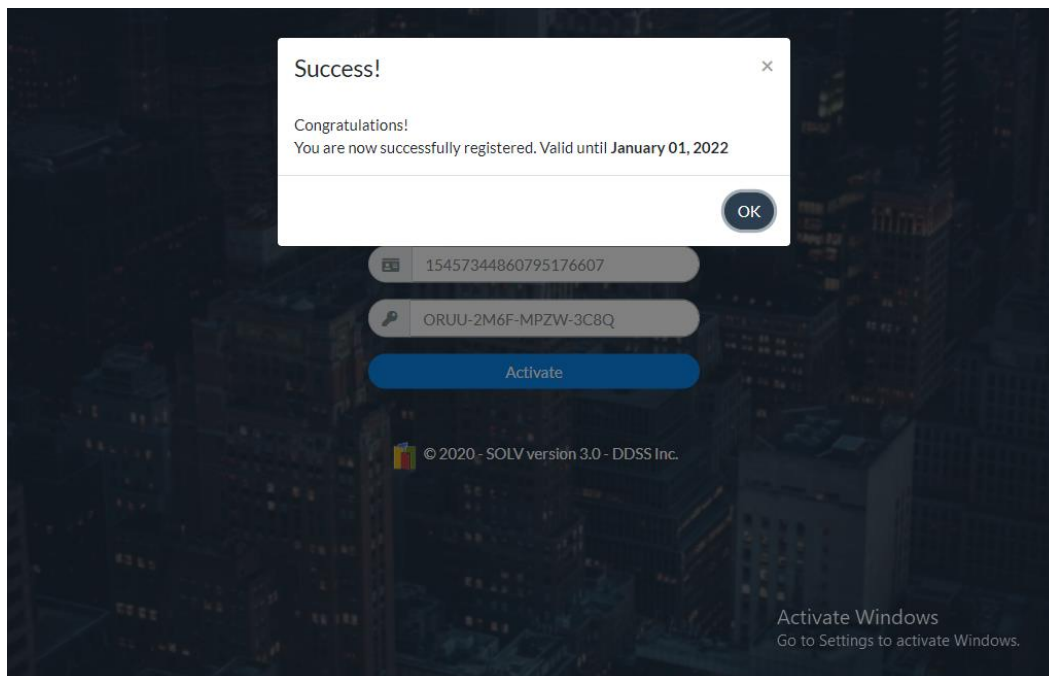 Success!
×
Congratulations!
You are now successfully registered. Valid until January 01, 2022
OK
15457344860795176607
ORUU-2M6F-MPZW-3C8Q
Activate
© 2020 - SOLV version 3.0 - DDSS Inc.
Activate Windows
Go to Settings to activate Windows.